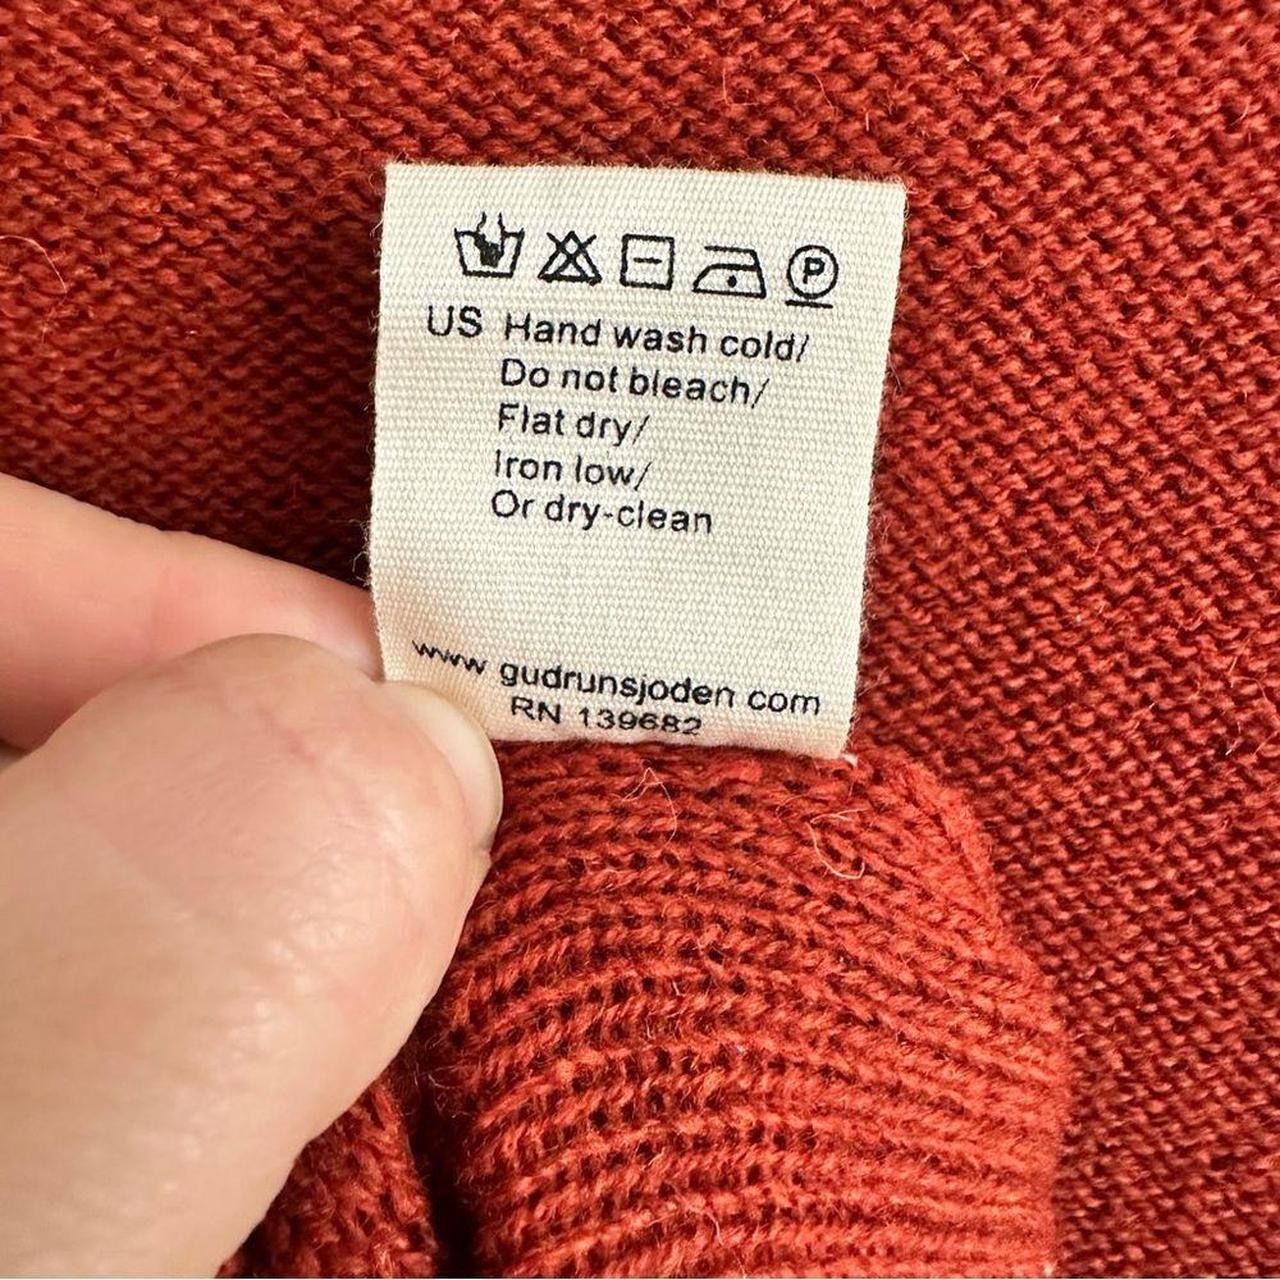 P
US Hand wash cold/
Do not bleach/
Flat dry/
Iron low/
Or dry-clean
www gudrunsjoden com
RN 139682